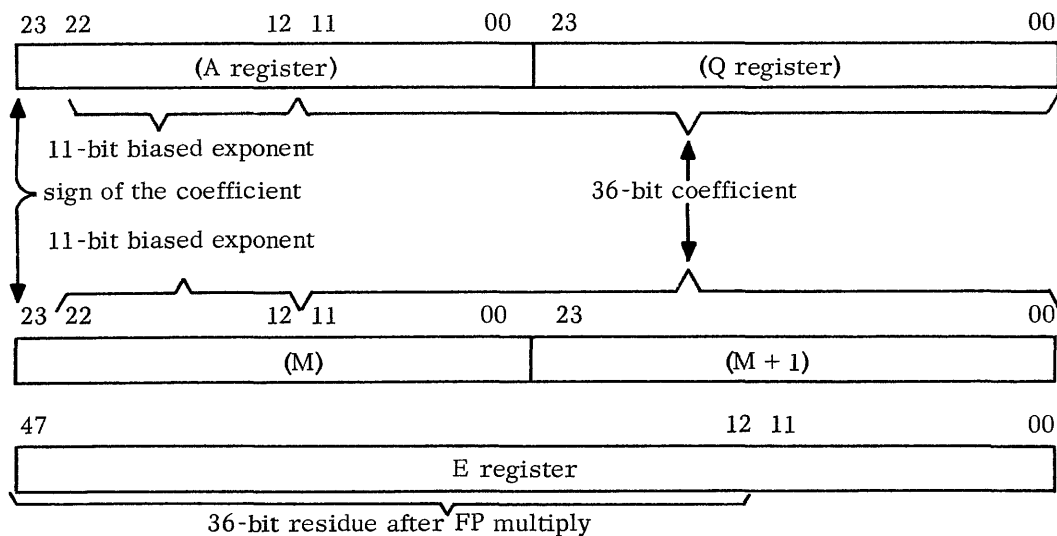 23 22 12 11 00 23 00
(A register) (Q register)
11-bit biased exponent
sign of the coefficient 36-bit coefficient
11-bit biased exponent
23 22 12 11 00 23 00
(M) (M + 1)
47 12 11 00
E register
36-bit residue after FP multiply